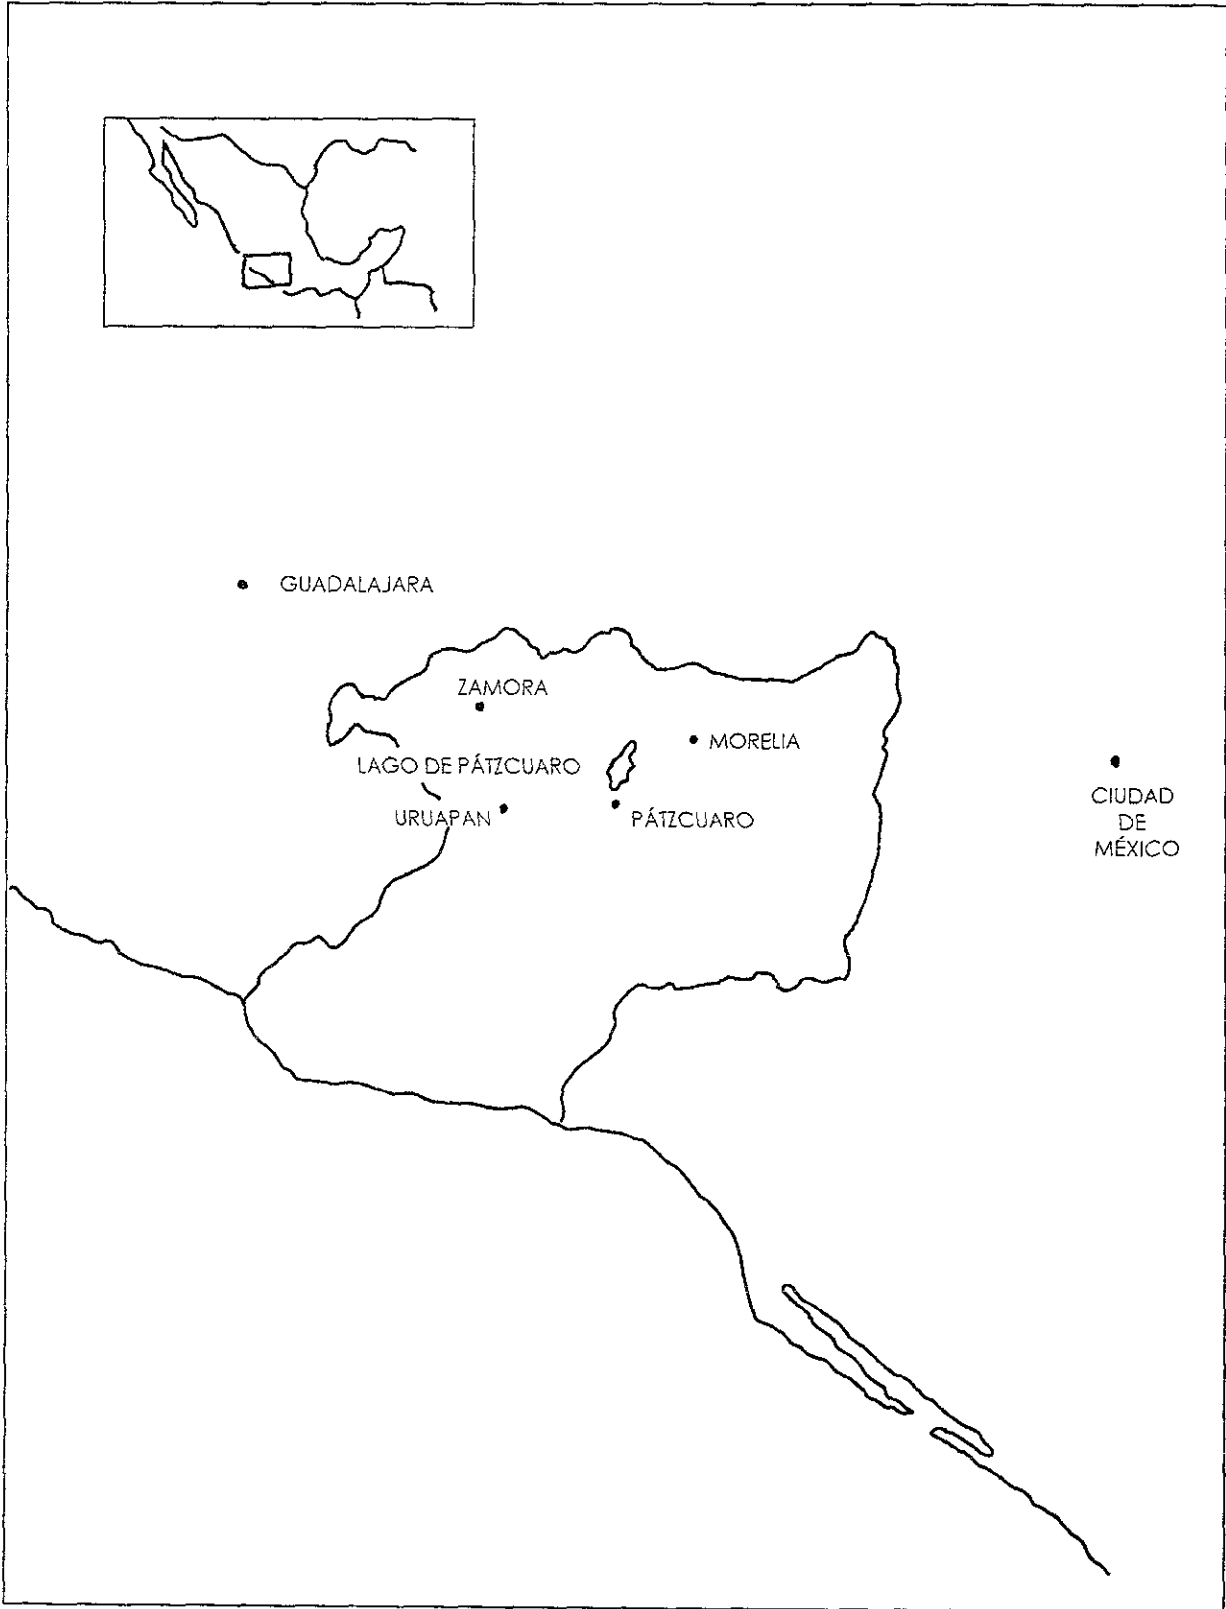 GUADALAJARA
ZAMORA
MORELIA
LAGO DE PÁTZCUARO
URUAPAN
PÁTZCUARO
CIUDAD
DE
MÉXICO